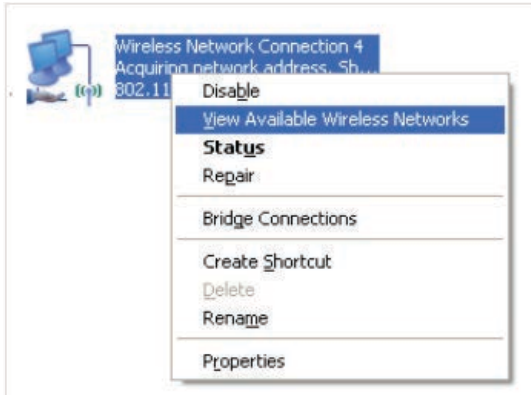 Wireless Network Connection 4
Acquiring network address, Sh...
802.11
Disable
View Available Wireless Networks
Status
Repair
Bridge Connections
Create Shortcut
Delete
Rename
Properties